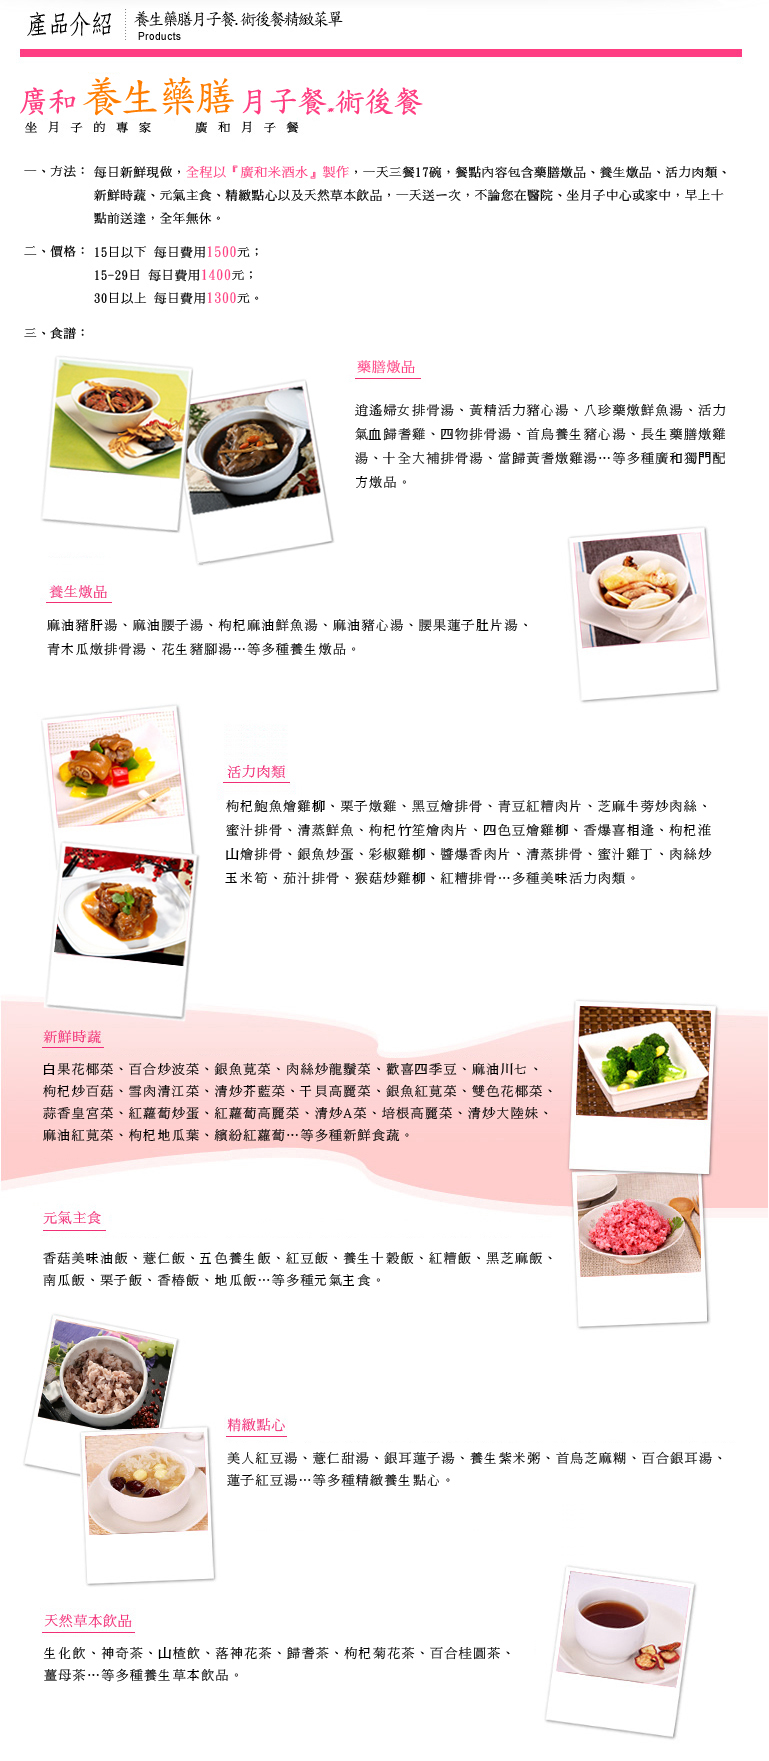 產品介紹
養生藥膳月子餐.術後餐精緻菜單
Products
廣和 養生藥膳 月子餐.術後餐
坐月子的專家 廣和月子餐
一、方法： 每日新鮮現做，全程以『廣和米酒水』製作，一天三餐17碗，餐點內容包含藥膳燉品、養生燉品、活力肉類、
新鮮時蔬、元氣主食、精緻點心以及天然草本飲品，一天送一次，不論您在醫院、坐月子中心或家中，早上十
點前送達，全年無休。
二、價格： 15日以下 每日費用1500元；
15-29日 每日費用1400元；
30日以上 每日費用1300元。
三、食譜：
藥膳燉品
逍遙婦女排骨湯、黃精活力豬心湯、八珍藥燉鮮魚湯、活力
氣血歸耆雞、四物排骨湯、首烏養生豬心湯、長生藥膳燉雞
湯、十全大補排骨湯、當歸黃耆燉雞湯…等多種廣和獨門配
方燉品。
養生燉品
麻油豬肝湯、麻油腰子湯、枸杞麻油鮮魚湯、麻油豬心湯、腰果蓮子肚片湯、
青木瓜燉排骨湯、花生豬腳湯…等多種養生燉品。
活力肉類
枸杞鮑魚燴雞柳、栗子燉雞、黑豆燴排骨、青豆紅糟肉片、芝麻牛蒡炒肉絲、
蜜汁排骨、清蒸鮮魚、枸杞竹笙燴肉片、四色豆燴雞柳、香爆喜相逢、枸杞淮
山燴排骨、銀魚炒蛋、彩椒雞柳、醬爆香肉片、清蒸排骨、蜜汁雞丁、肉絲炒
玉米筍、茄汁排骨、猴菇炒雞柳、紅糟排骨…多種美味活力肉類。
新鮮時蔬
白果花椰菜、百合炒波菜、銀魚莧菜、肉絲炒龍鬚菜、歡喜四季豆、麻油川七、
枸杞炒百菇、雪肉清江菜、清炒芥藍菜、干貝高麗菜、銀魚紅莧菜、雙色花椰菜、
蒜香皇宮菜、紅蘿蔔炒蛋、紅蘿蔔高麗菜、清炒A菜、培根高麗菜、清炒大陸妹、
麻油紅莧菜、枸杞地瓜葉、繽紛紅蘿蔔…等多種新鮮食蔬。
元氣主食
香菇美味油飯、薏仁飯、五色養生飯、紅豆飯、養生十穀飯、紅糟飯、黑芝麻飯、
南瓜飯、栗子飯、香椿飯、地瓜飯…等多種元氣主食。
精緻點心
美人紅豆湯、薏仁甜湯、銀耳蓮子湯、養生紫米粥、首烏芝麻糊、百合銀耳湯、
蓮子紅豆湯…等多種精緻養生點心。
天然草本飲品
生化飲、神奇茶、山楂飲、落神花茶、歸耆茶、枸杞菊花茶、百合桂圓茶、
薑母茶…等多種養生草本飲品。